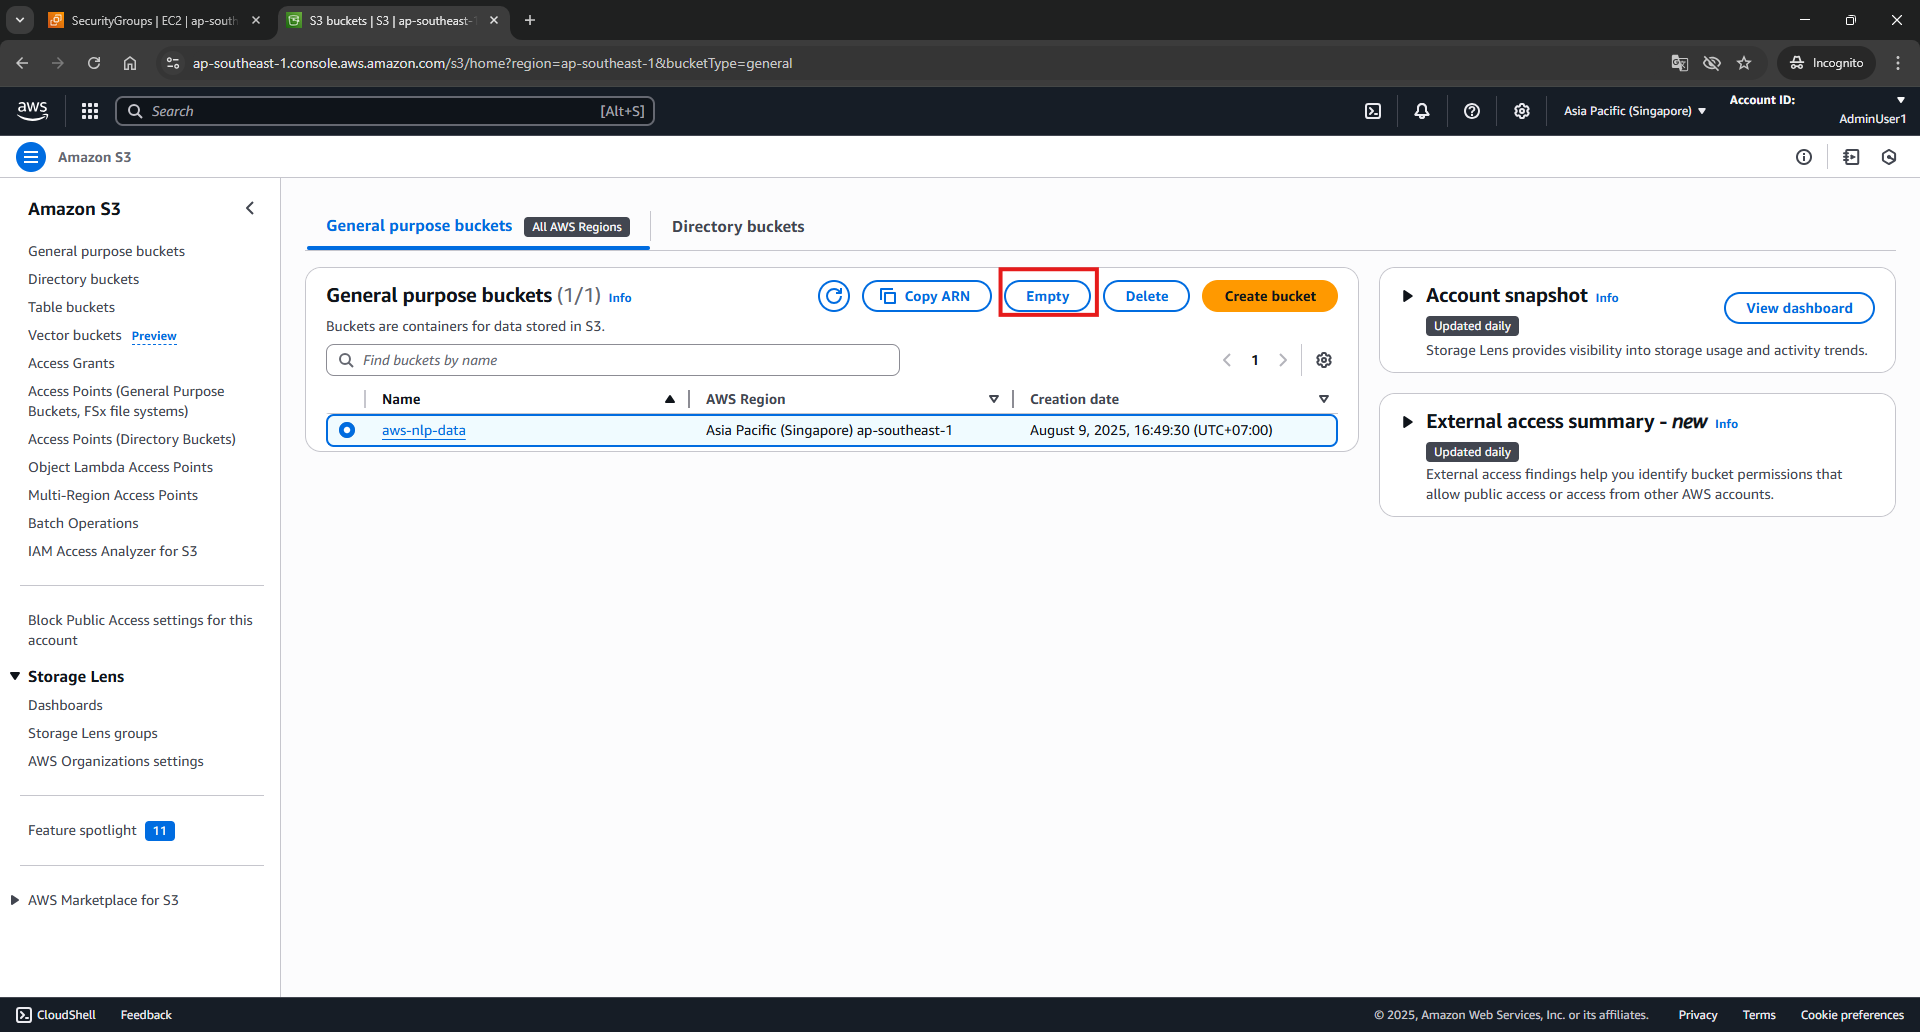 SecurityGroups | EC2 | ap-south
S3 buckets | S3 | ap-southeast-
ap-southeast-1.console.aws.amazon.com/s3/home?region=ap-southeast-1&bucketType=general
Incognito
aws
Search
[Alt+S]
Asia Pacific (Singapore)
Account ID:
AdminUser1
Amazon S3
Amazon S3
General purpose buckets
Directory buckets
Table buckets
Vector buckets Preview
Access Grants
Access Points (General Purpose
Buckets, FSx file systems)
Access Points (Directory Buckets)
Object Lambda Access Points
Multi-Region Access Points
Batch Operations
IAM Access Analyzer for S3
Block Public Access settings for this
account
Storage Lens
Dashboards
Storage Lens groups
AWS Organizations settings
Feature spotlight 11
AWS Marketplace for S3
General purpose buckets All AWS Regions
Directory buckets
General purpose buckets (1/1) Info
Copy ARN
Empty
Delete
Create bucket
Buckets are containers for data stored in S3.
Find buckets by name
1
Name
AWS Region
Creation date
aws-nlp-data
Asia Pacific (Singapore) ap-southeast-1
August 9, 2025, 16:49:30 (UTC+07:00)
Account snapshot Info
View dashboard
Updated daily
Storage Lens provides visibility into storage usage and activity trends.
External access summary - new Info
Updated daily
External access findings help you identify bucket permissions that
allow public access or access from other AWS accounts.
CloudShell
Feedback
© 2025, Amazon Web Services, Inc. or its affiliates.
Privacy
Terms
Cookie preferences